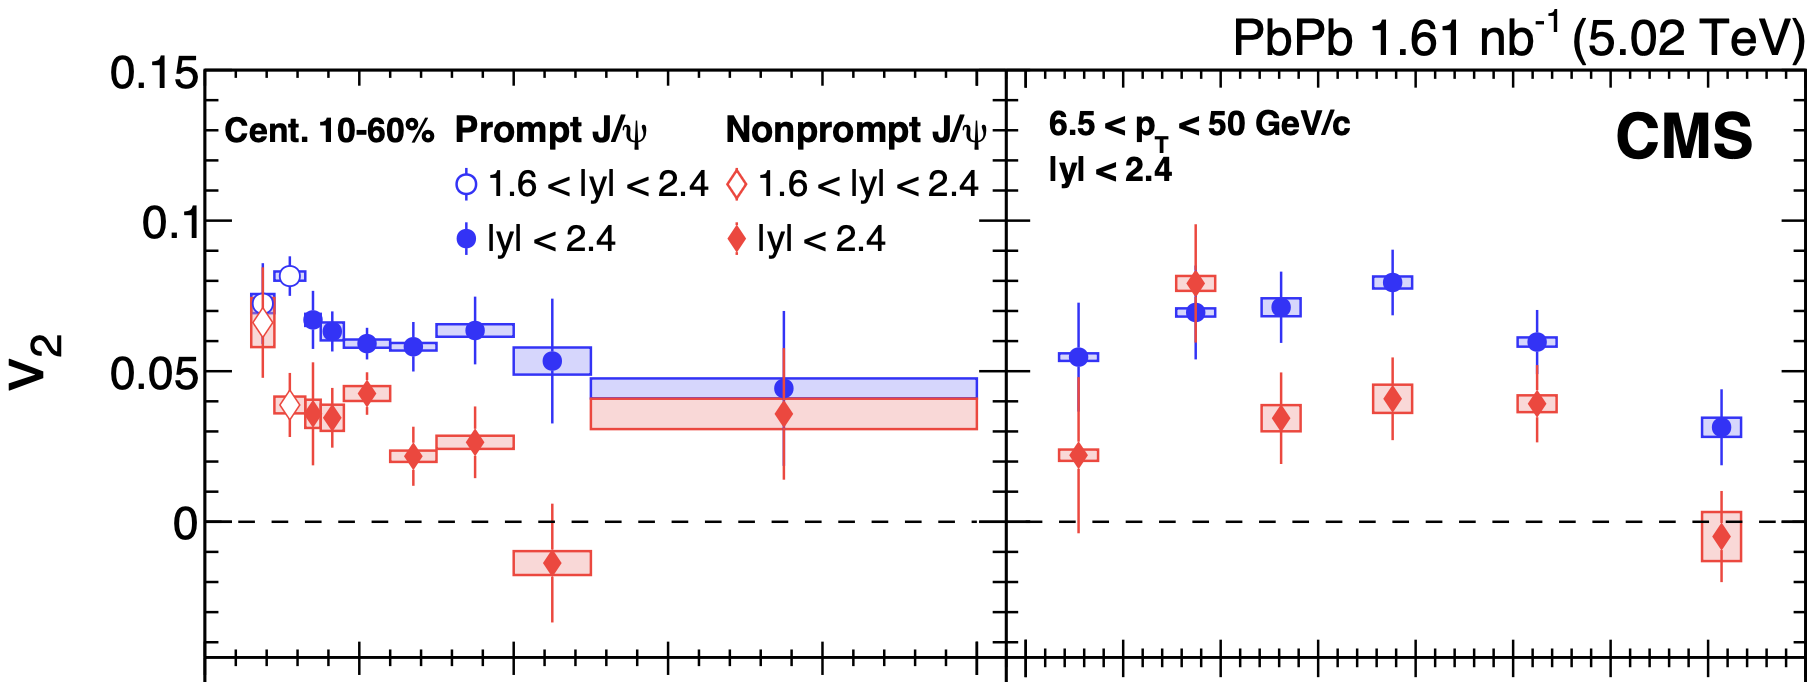 PbPb 1.61 nb⁻¹ (5.02 TeV)
0.15
0.1
0.05
0
v₂
Cent. 10-60%
Prompt J/ψ
1.6 < |y| < 2.4
|y| < 2.4
Nonprompt J/ψ
1.6 < |y| < 2.4
|y| < 2.4
6.5 < p_T < 50 GeV/c
|y| < 2.4
CMS